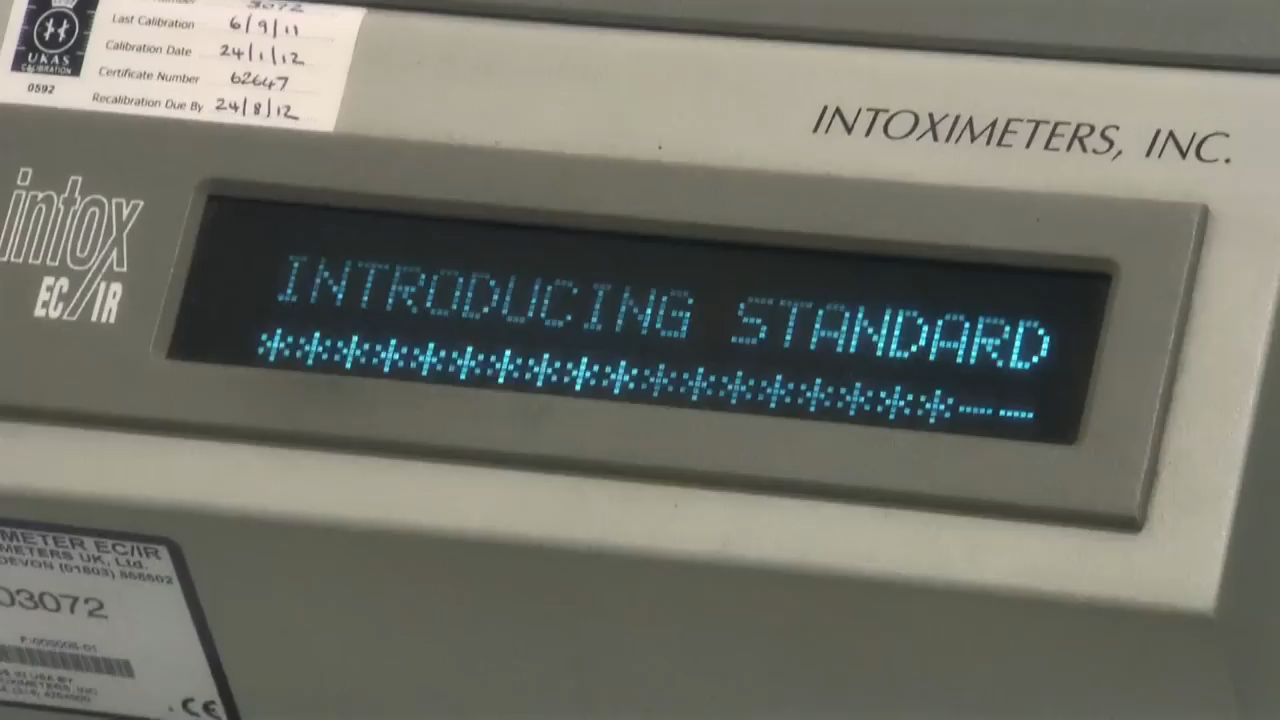 3072
Last Calibration 6/9/11
Calibration Date 24/1/12
Certificate Number 62647
Recalibration Due By 24/8/12
UKAS
CALIBRATION
0592
INTOXIMETERS, INC.
intox
EC/IR
INTRODUCING STANDARD
******************--
METER EC/IR
METERS UK, Ltd.
DEVON (01803)
03072
CE